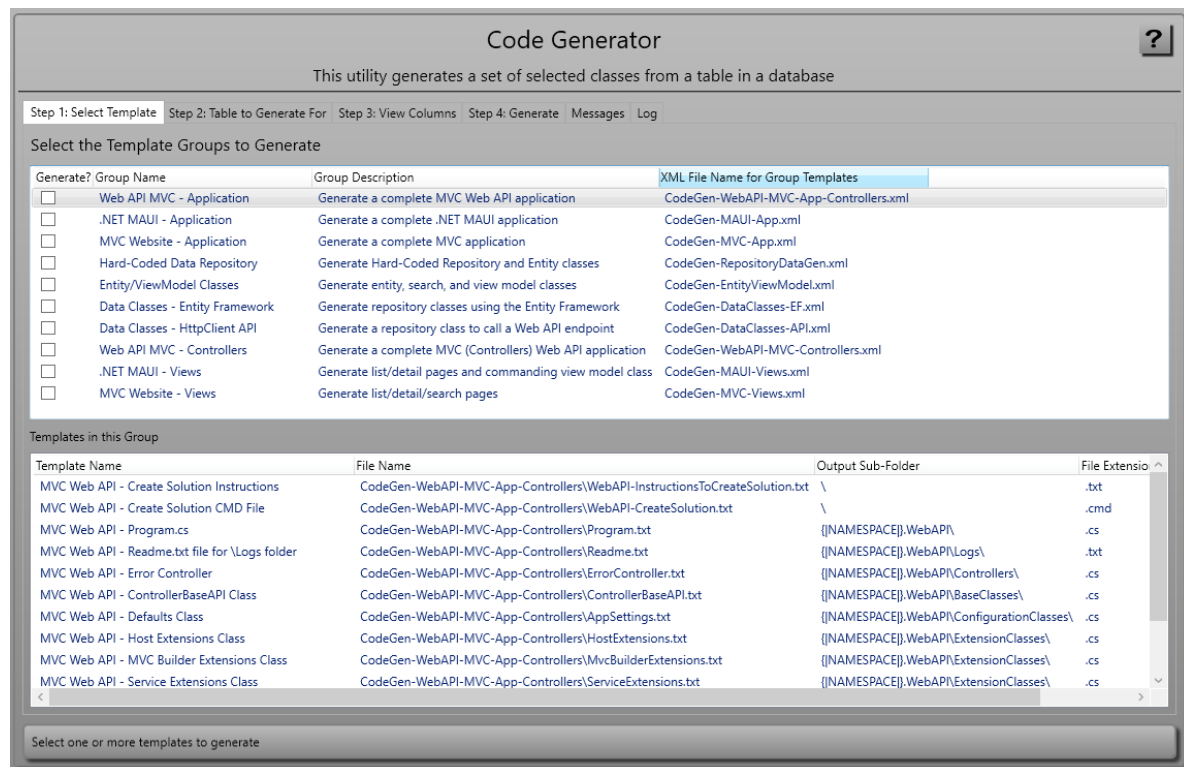 Code Generator
?
This utility generates a set of selected classes from a table in a database
Step 1: Select Template Step 2: Table to Generate For Step 3: View Columns Step 4: Generate Messages Log
Select the Template Groups to Generate
Generate? Group Name Group Description XML File Name for Group Templates
Web API MVC - Application Generate a complete MVC Web API application CodeGen-WebAPI-MVC-App-Controllers.xml
.NET MAUI - Application Generate a complete .NET MAUI application CodeGen-MAUI-App.xml
MVC Website - Application Generate a complete MVC application CodeGen-MVC-App.xml
Hard-Coded Data Repository Generate Hard-Coded Repository and Entity classes CodeGen-RepositoryDataGen.xml
Entity/ViewModel Classes Generate entity, search, and view model classes CodeGen-EntityViewModel.xml
Data Classes - Entity Framework Generate repository classes using the Entity Framework CodeGen-DataClasses-EF.xml
Data Classes - HttpClient API Generate a repository class to call a Web API endpoint CodeGen-DataClasses-API.xml
Web API MVC - Controllers Generate a complete MVC (Controllers) Web API application CodeGen-WebAPI-MVC-Controllers.xml
.NET MAUI - Views Generate list/detail pages and commanding view model class CodeGen-MAUI-Views.xml
MVC Website - Views Generate list/detail/search pages CodeGen-MVC-Views.xml
Templates in this Group
Template Name File Name Output Sub-Folder File Extensio
MVC Web API - Create Solution Instructions CodeGen-WebAPI-MVC-App-Controllers\WebAPI-InstructionsToCreateSolution.txt \ .txt
MVC Web API - Create Solution CMD File CodeGen-WebAPI-MVC-App-Controllers\WebAPI-CreateSolution.txt \ .cmd
MVC Web API - Program.cs CodeGen-WebAPI-MVC-App-Controllers\Program.txt {|NAMESPACE|}.WebAPI\ .cs
MVC Web API - Readme.txt file for \Logs folder CodeGen-WebAPI-MVC-App-Controllers\Readme.txt {|NAMESPACE|}.WebAPI\Logs\ .txt
MVC Web API - Error Controller CodeGen-WebAPI-MVC-App-Controllers\ErrorController.txt {|NAMESPACE|}.WebAPI\Controllers\ .cs
MVC Web API - ControllerBaseAPI Class CodeGen-WebAPI-MVC-App-Controllers\ControllerBaseAPI.txt {|NAMESPACE|}.WebAPI\BaseClasses\ .cs
MVC Web API - Defaults Class CodeGen-WebAPI-MVC-App-Controllers\AppSettings.txt {|NAMESPACE|}.WebAPI\ConfigurationClasses\ .cs
MVC Web API - Host Extensions Class CodeGen-WebAPI-MVC-App-Controllers\HostExtensions.txt {|NAMESPACE|}.WebAPI\ExtensionClasses\ .cs
MVC Web API - MVC Builder Extensions Class CodeGen-WebAPI-MVC-App-Controllers\MvcBuilderExtensions.txt {|NAMESPACE|}.WebAPI\ExtensionClasses\ .cs
MVC Web API - Service Extensions Class CodeGen-WebAPI-MVC-App-Controllers\ServiceExtensions.txt {|NAMESPACE|}.WebAPI\ExtensionClasses\ .cs
Select one or more templates to generate